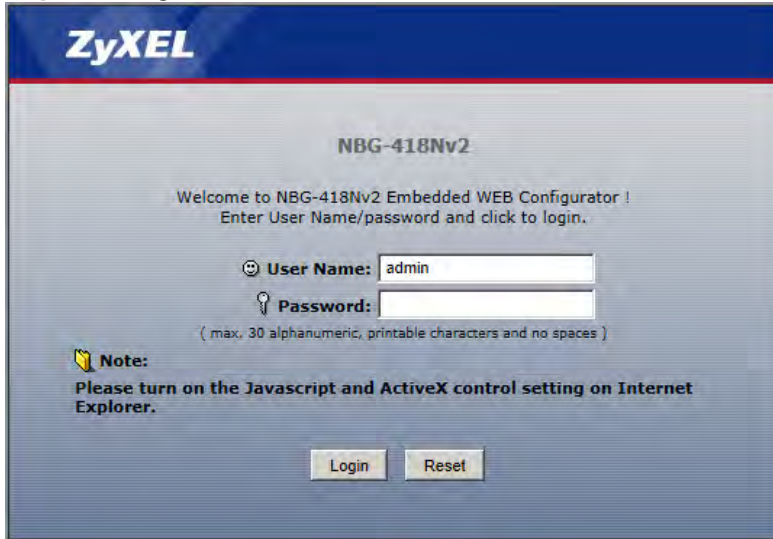 ZyXEL
NBG-418Nv2
Welcome to NBG-418Nv2 Embedded WEB Configurator !
Enter User Name/password and click to login.
User Name: admin
Password:
( max. 30 alphanumeric, printable characters and no spaces )
Note:
Please turn on the Javascript and ActiveX control setting on Internet
Explorer.
Login Reset